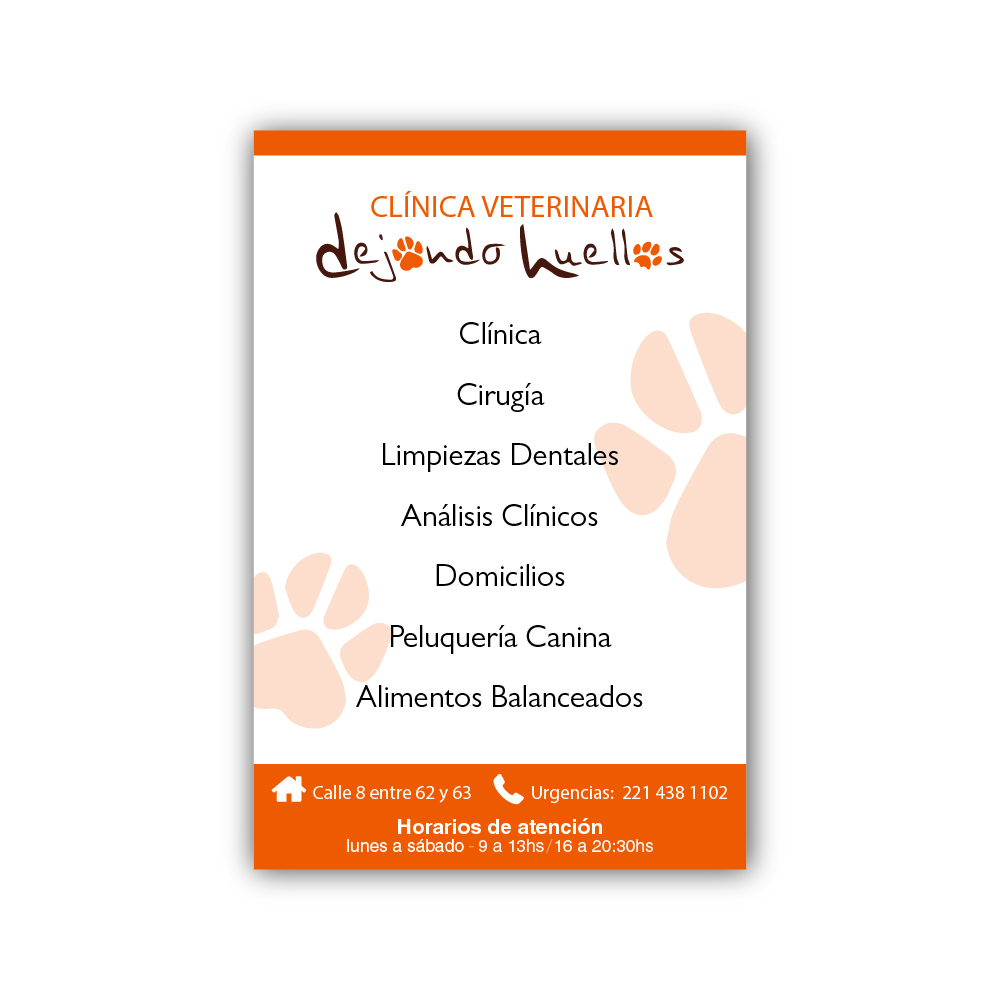 CLÍNICA VETERINARIA
dejando huellas
Clínica
Cirugía
Limpiezas Dentales
Análisis Clínicos
Domicilios
Peluquería Canina
Alimentos Balanceados
Calle 8 entre 62 y 63 Urgencias: 221 438 1102
Horarios de atención
lunes a sábado - 9 a 13hs/16 a 20:30hs